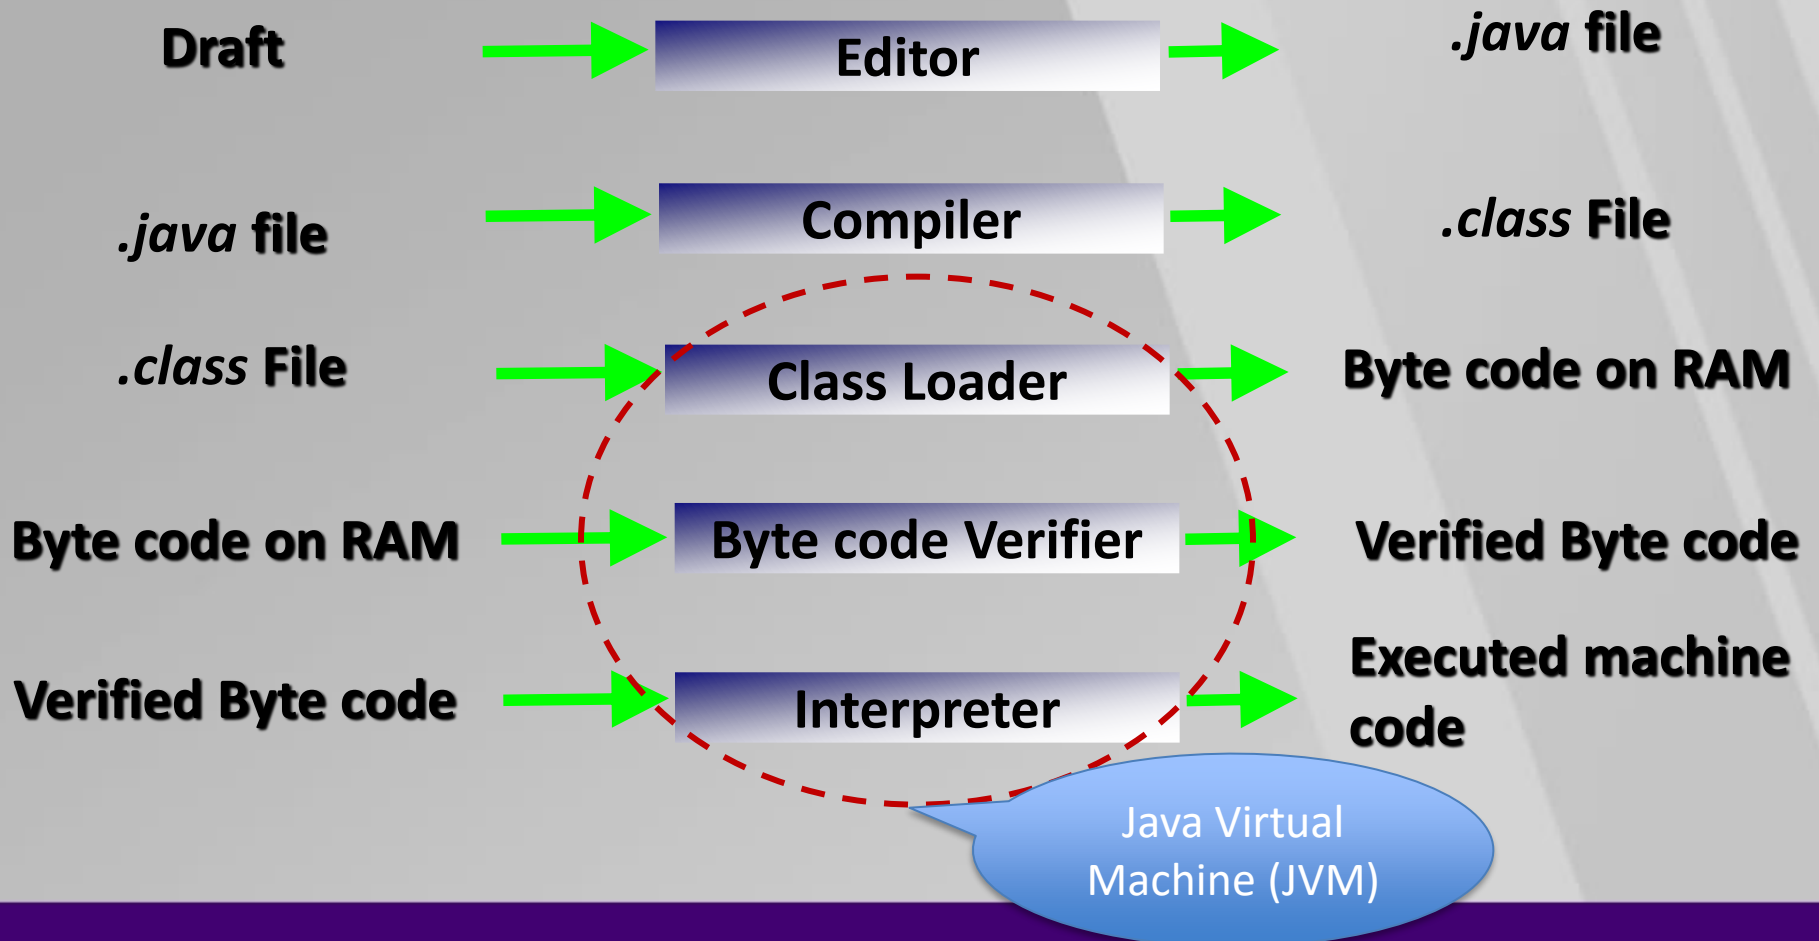 Draft
Editor
.java file
.java file
Compiler
.class File
.class File
Class Loader
Byte code on RAM
Byte code on RAM
Byte code Verifier
Verified Byte code
Verified Byte code
Interpreter
Executed machine
code
Java Virtual
Machine (JVM)